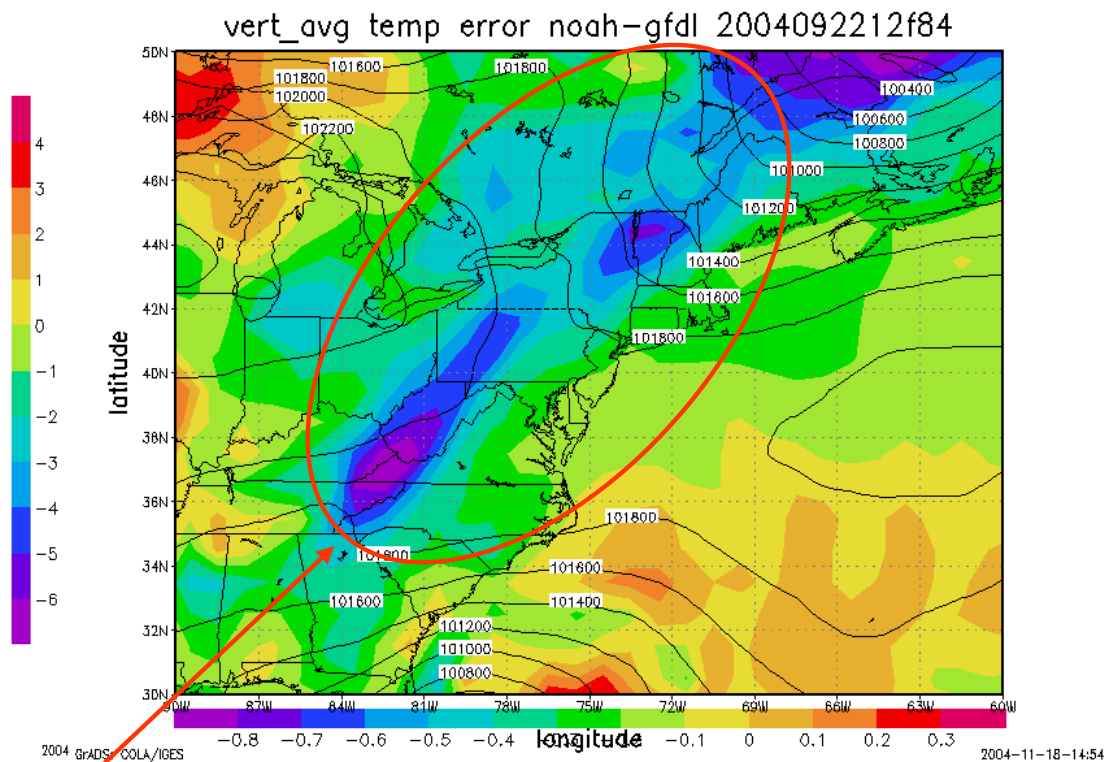 vert_avg temp error noah-gfdl 2004092212f84
50N
48N
46N
44N
42N
40N
38N
36N
34N
32N
30N
latitude
4
3
2
1
0
-1
-2
-3
-4
-5
-6
101600
101800
101800
102000
102200
100400
100600
100800
101000
101200
101400
101600
101800
101800
101800
101600
101600
101400
101200
101000
100800
90W 87W 84W 81W 78W 75W 72W 69W 66W 63W 60W
-0.8 -0.7 -0.6 -0.5 -0.4 -0.1 0 0.1 0.2 0.3
longitude
2004 GrADS: COLA/IGES 2004-11-18-14:54